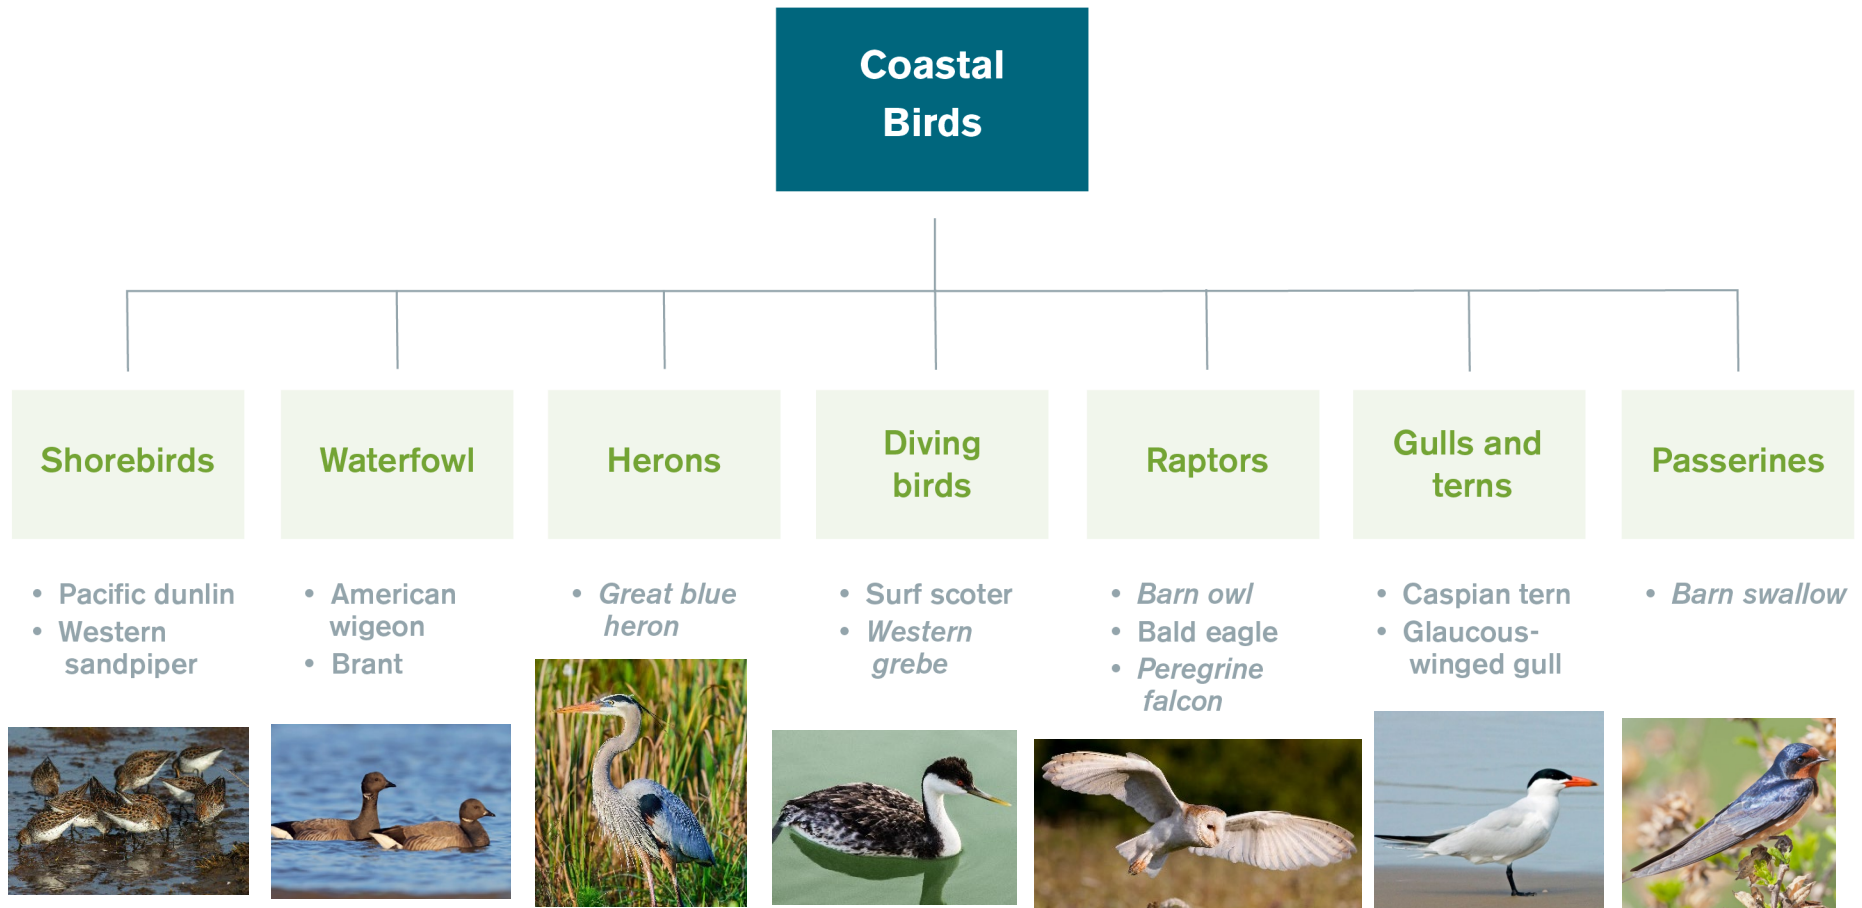 Coastal
Birds
Shorebirds
Waterfowl
Herons
Diving
birds
Raptors
Gulls and
terns
Passerines
• Pacific dunlin
• Western
sandpiper
• American
wigeon
• Brant
• Great blue
heron
• Surf scoter
• Western
grebe
• Barn owl
• Bald eagle
• Peregrine
falcon
• Caspian tern
• Glaucous-
winged gull
• Barn swallow